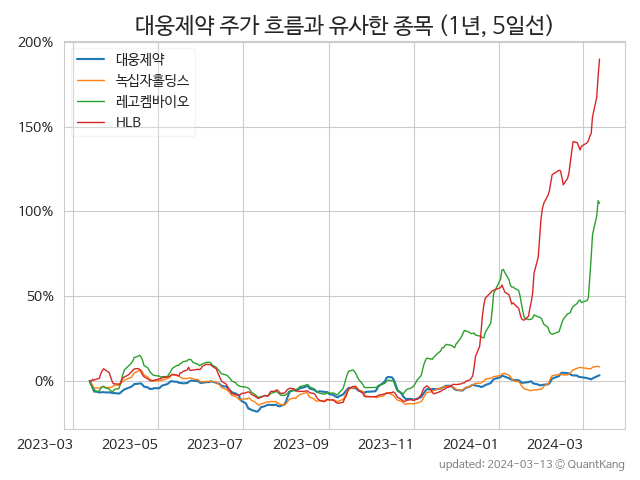 대웅제약 주가 흐름과 유사한 종목 (1년, 5일선)
200%
150%
100%
50%
0%
대웅제약
녹십자홀딩스
레고켐바이오
HLB
2023-03 2023-05 2023-07 2023-09 2023-11 2024-01 2024-03
updated: 2024-03-13 ⓒ QuantKang